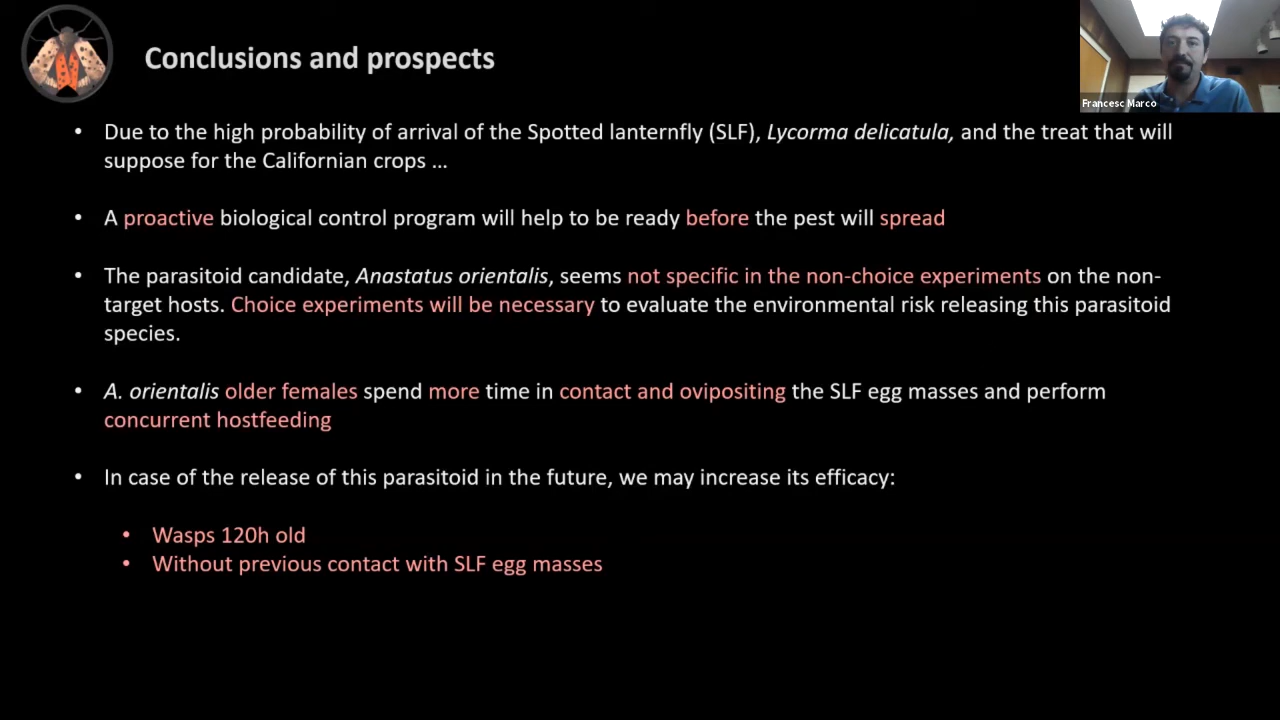 Conclusions and prospects
Francesc Marco
• Due to the high probability of arrival of the Spotted lanternfly (SLF), Lycorma delicatula, and the treat that will
suppose for the Californian crops ...
• A proactive biological control program will help to be ready before the pest will spread
• The parasitoid candidate, Anastatus orientalis, seems not specific in the non-choice experiments on the non-
target hosts. Choice experiments will be necessary to evaluate the environmental risk releasing this parasitoid
species.
• A. orientalis older females spend more time in contact and ovipositing the SLF egg masses and perform
concurrent hostfeeding
• In case of the release of this parasitoid in the future, we may increase its efficacy:
• Wasps 120h old
• Without previous contact with SLF egg masses